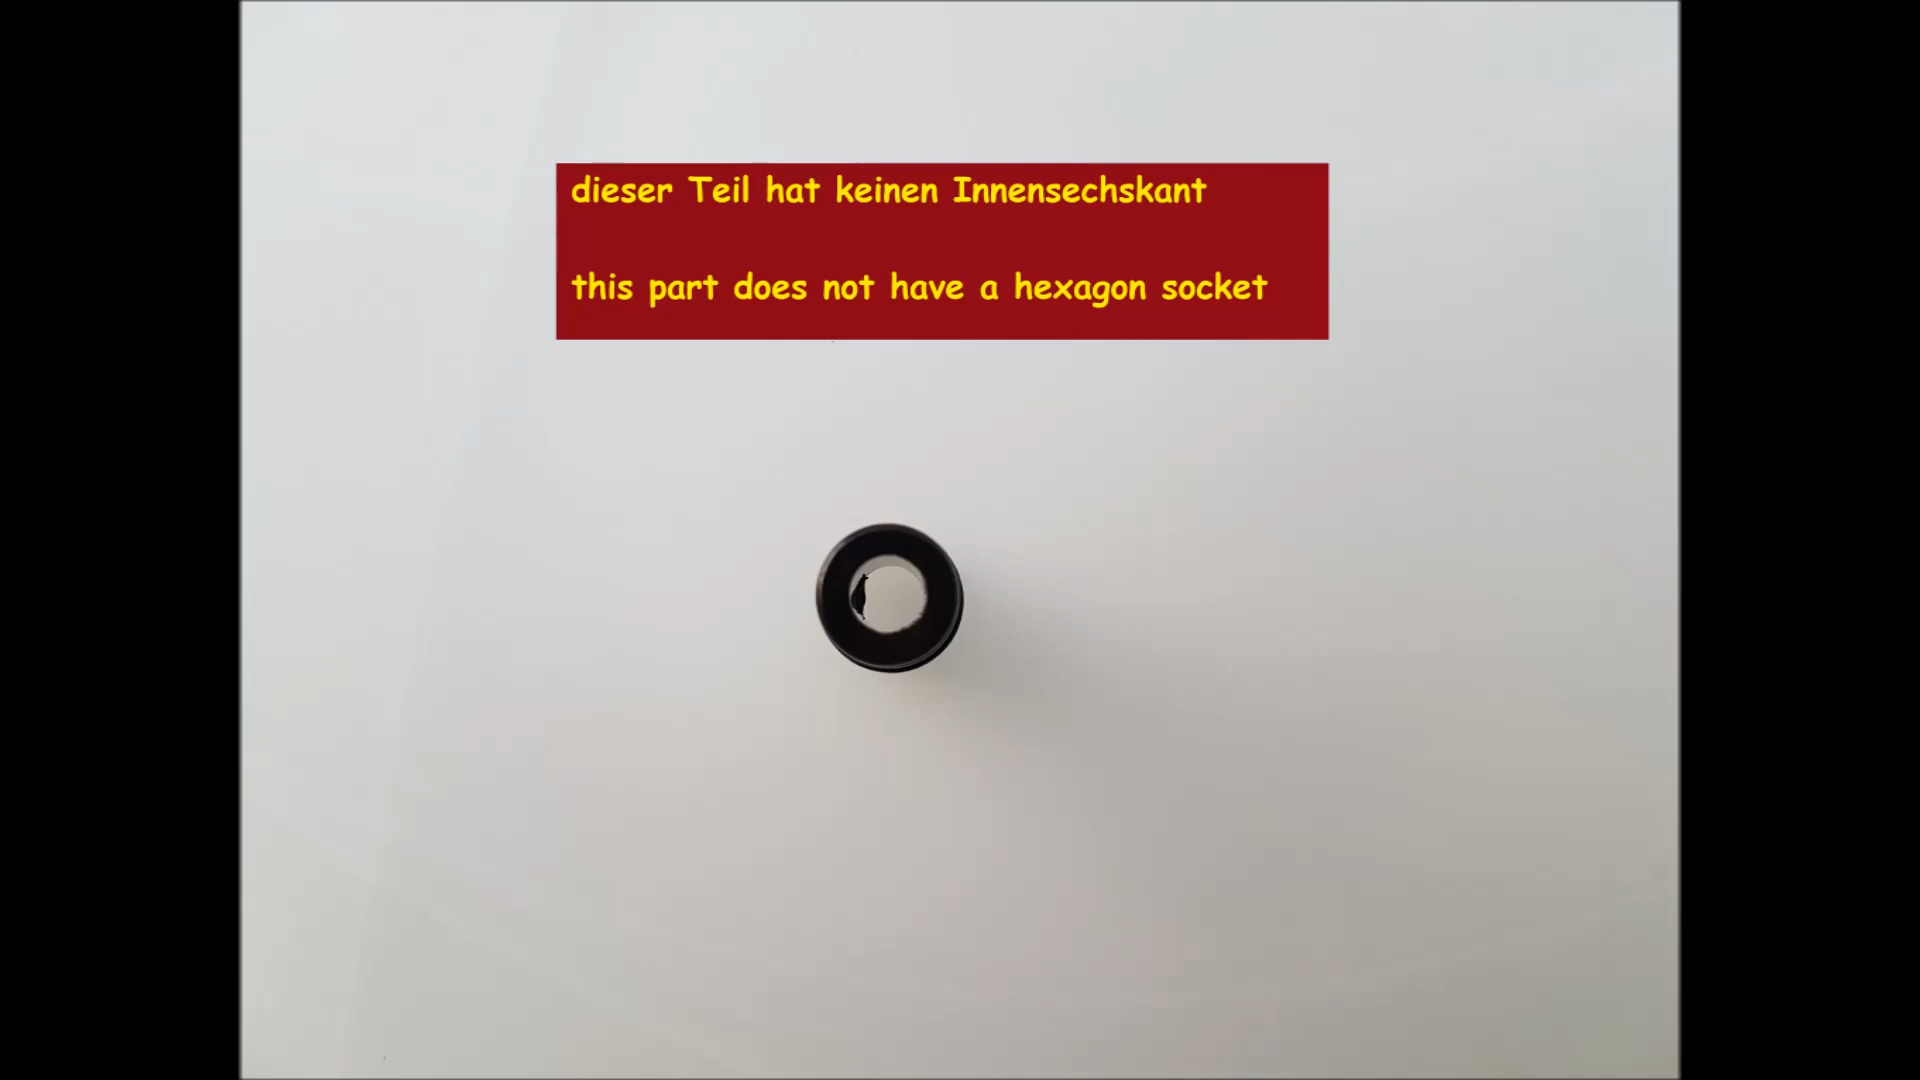 dieser Teil hat keinen Innensechskant
this part does not have a hexagon socket